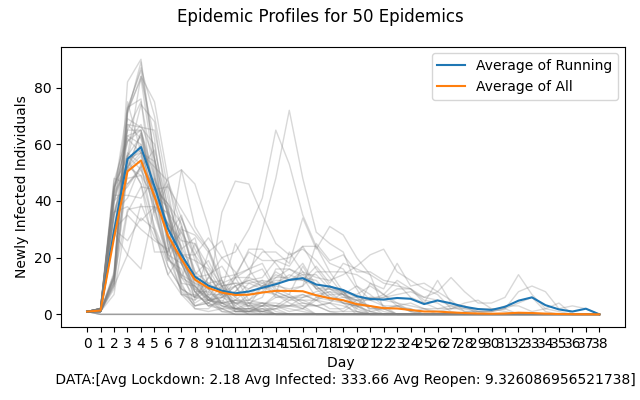 Epidemic Profiles for 50 Epidemics
Average of Running
Average of All
Newly Infected Individuals
80
60
40
20
0
0 1 2 3 4 5 6 7 8 9 10 11 12 13 14 15 16 17 18 19 20 21 22 23 24 25 26 27 28 29 30 31 32 33 34 35 36 37 38
Day
DATA:[Avg Lockdown: 2.18 Avg Infected: 333.66 Avg Reopen: 9.326086956521738]